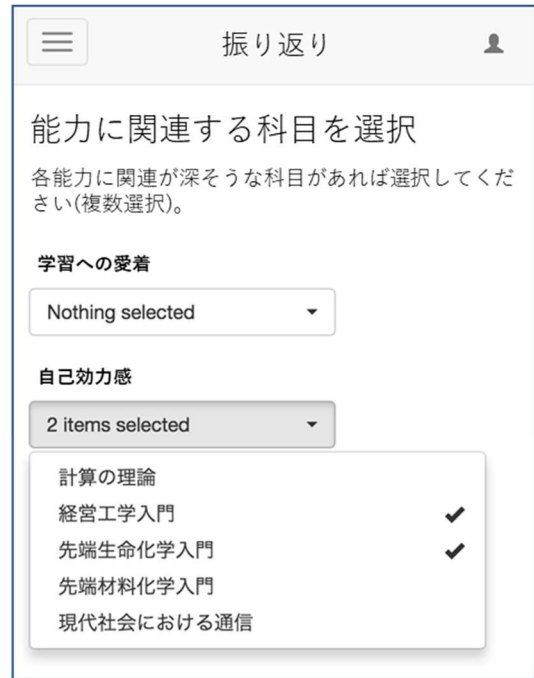 振り返り
能力に関連する科目を選択
各能力に関連が深そうな科目があれば選択してくだ
さい(複数選択)。
学習への愛着
Nothing selected
自己効力感
2 items selected
計算の理論
経営工学入門
先端生命化学入門
先端材料化学入門
現代社会における通信